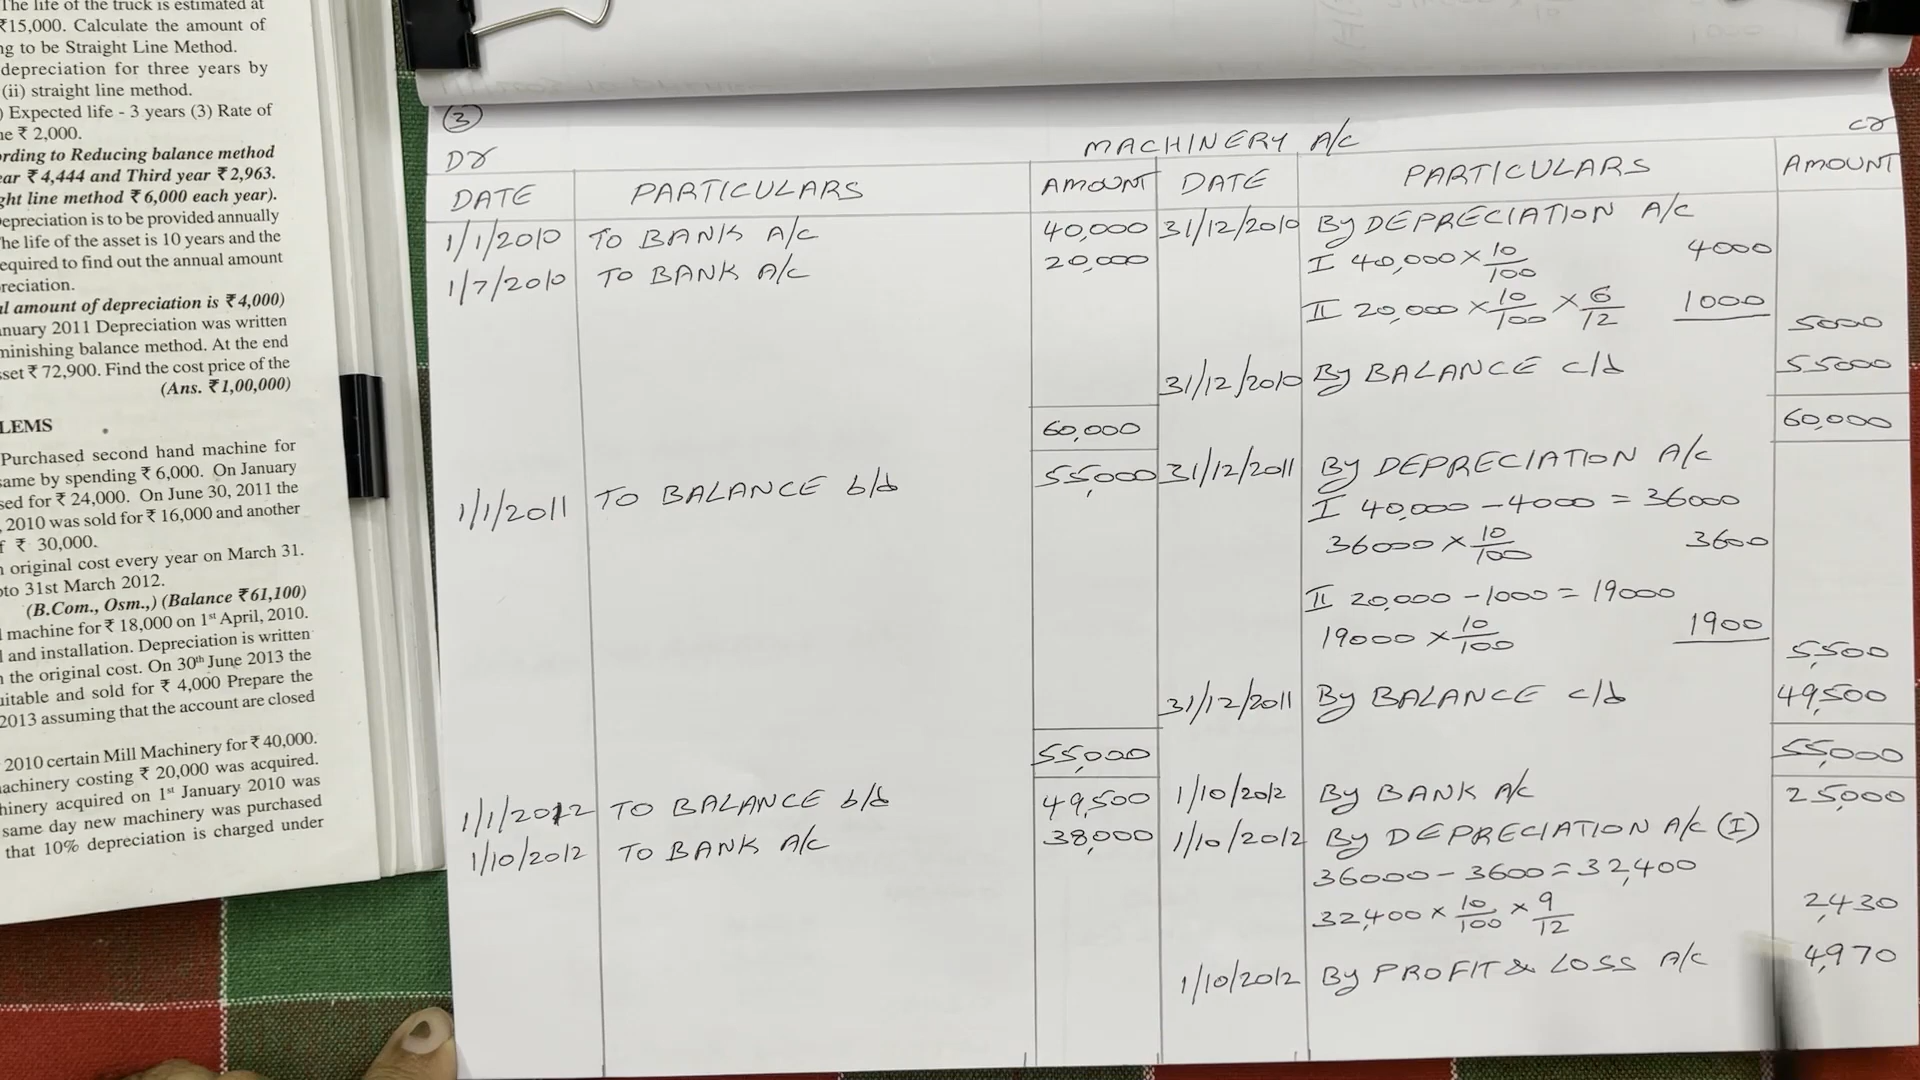 The life of the truck is estimated at
₹15,000. Calculate the amount of
ng to be Straight Line Method.
depreciation for three years by
(ii) straight line method.
) Expected life - 3 years (3) Rate of
ne ₹ 2,000.
ording to Reducing balance method
ear ₹ 4,444 and Third year ₹ 2,963.
ght line method ₹ 6,000 each year).
Depreciation is to be provided annually
The life of the asset is 10 years and the
equired to find out the annual amount
reciation.
al amount of depreciation is ₹ 4,000)
nuary 2011 Depreciation was written
minishing balance method. At the end
sset ₹ 72,900. Find the cost price of the
(Ans. ₹1,00,000)
LEMS
Purchased second hand machine for
same by spending ₹ 6,000. On January
sed for ₹ 24,000. On June 30, 2011 the
, 2010 was sold for ₹ 16,000 and another
f ₹ 30,000.
n original cost every year on March 31.
pto 31st March 2012.
(B.Com., Osm.,) (Balance ₹61,100)
l machine for ₹ 18,000 on 1st April, 2010.
l and installation. Depreciation is written
n the original cost. On 30th June 2013 the
uitable and sold for ₹ 4,000 Prepare the
2013 assuming that the account are closed
2010 certain Mill Machinery for ₹ 40,000.
achinery costing ₹ 20,000 was acquired.
hinery acquired on 1st January 2010 was
same day new machinery was purchased
that 10% depreciation is charged under
3
Dr MACHINERY A/c Cr
DATE PARTICULARS AMOUNT DATE PARTICULARS AMOUNT
1/1/2010 TO BANK A/c 40,000 31/12/2010 By DEPRECIATION A/c
1/7/2010 TO BANK A/c 20,000 I 40,000 × 10/100 4000
II 20,000 × 10/100 × 6/12 1000 5000
31/12/2010 By BALANCE c/d 55000
60,000 60,000
1/1/2011 TO BALANCE b/d 55,000 31/12/2011 By DEPRECIATION A/c
I 40,000 - 4000 = 36000
36000 × 10/100 3600
II 20,000 - 1000 = 19000
19000 × 10/100 1900 5,500
31/12/2011 By BALANCE c/d 49,500
55,000 55,000
1/1/2012 TO BALANCE b/d 49,500 1/10/2012 By BANK A/c 25,000
1/10/2012 TO BANK A/c 38,000 1/10/2012 By DEPRECIATION A/c (I)
36000 - 3600 = 32,400
32,400 × 10/100 × 9/12 2,430
1/10/2012 By PROFIT & LOSS A/c 4,970